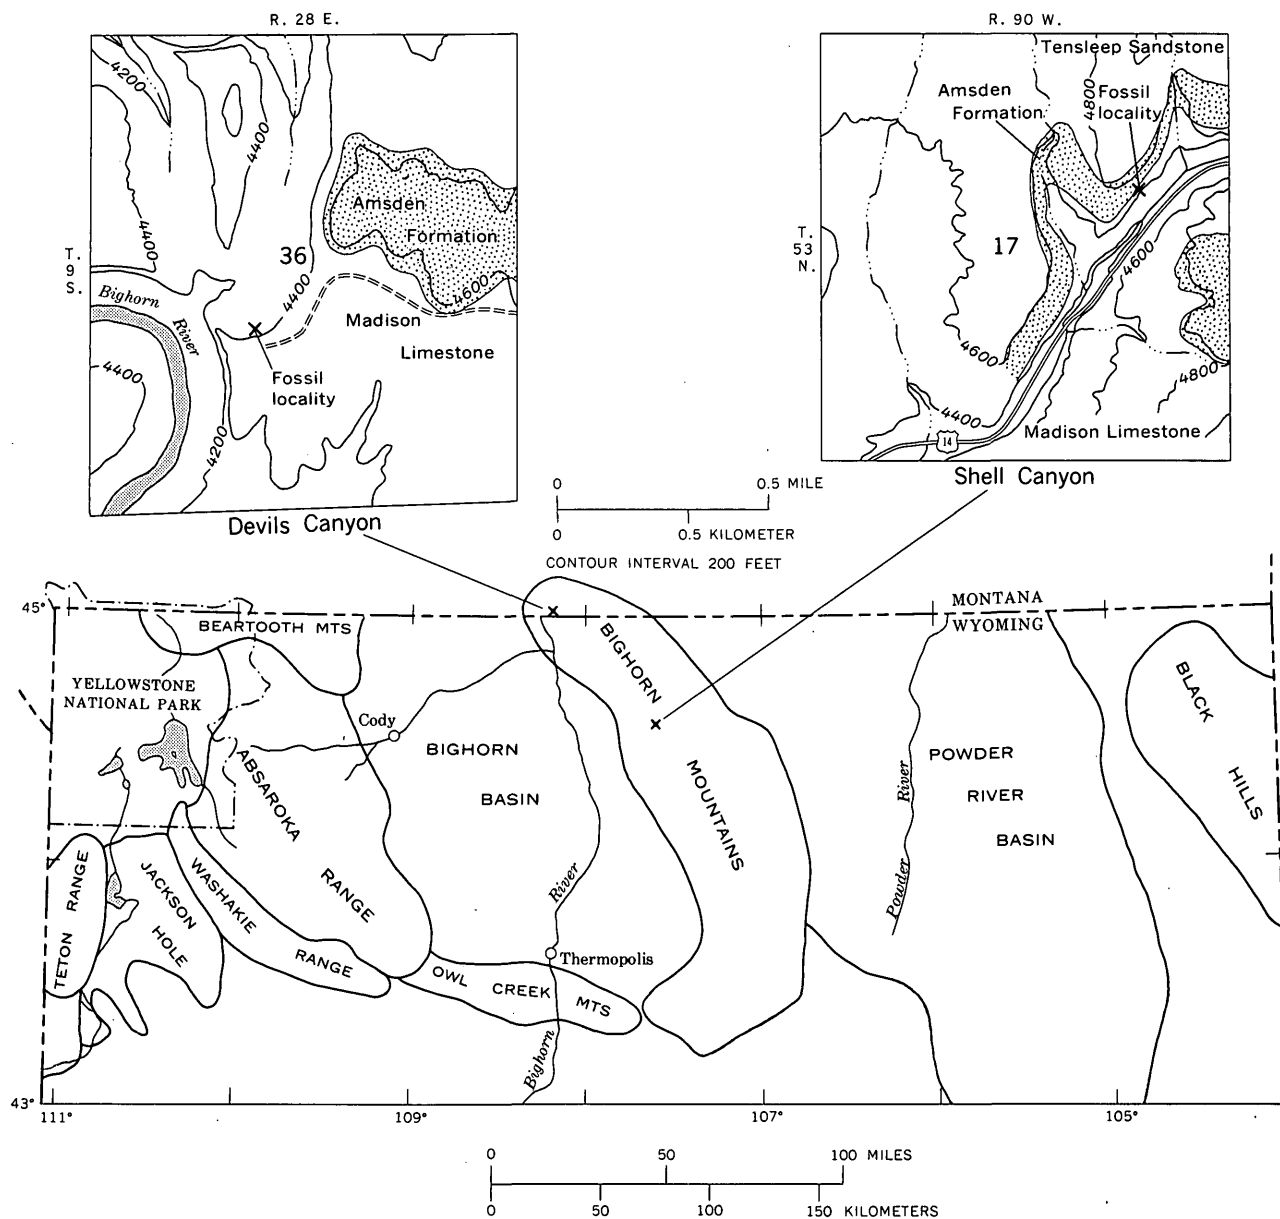 R. 28 E.
4200
4400
4400
Amsden
Formation
36
T.
9
S.
Bighorn
River
4400
4600
Madison
Limestone
4400
Fossil
locality
4200
Devils Canyon
R. 90 W.
Tensleep Sandstone
Amsden
Formation
4800
Fossil
locality
T.
53
N.
17
4600
4600
4800
4400
14
Madison Limestone
Shell Canyon
0 0.5 MILE
0 0.5 KILOMETER
CONTOUR INTERVAL 200 FEET
45°
MONTANA
WYOMING
BEARTOOTH MTS
YELLOWSTONE
NATIONAL PARK
Cody
ABSAROKA
RANGE
BIGHORN
BASIN
BIGHORN
MOUNTAINS
POWDER
RIVER
BASIN
Powder River
BLACK
HILLS
TETON RANGE
JACKSON
HOLE
WASHAKIE
RANGE
OWL CREEK MTS
Thermopolis
Bighorn River
43°
111° 109° 107° 105°
0 50 100 MILES
0 50 100 150 KILOMETERS